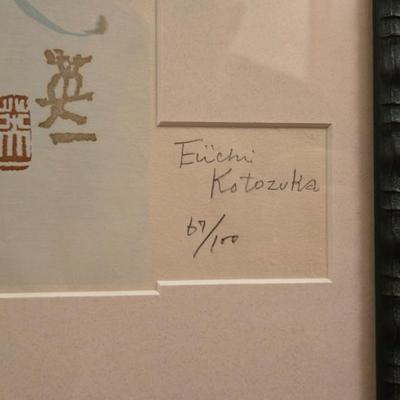 英一
Eiichi
Kotozuka
67/100